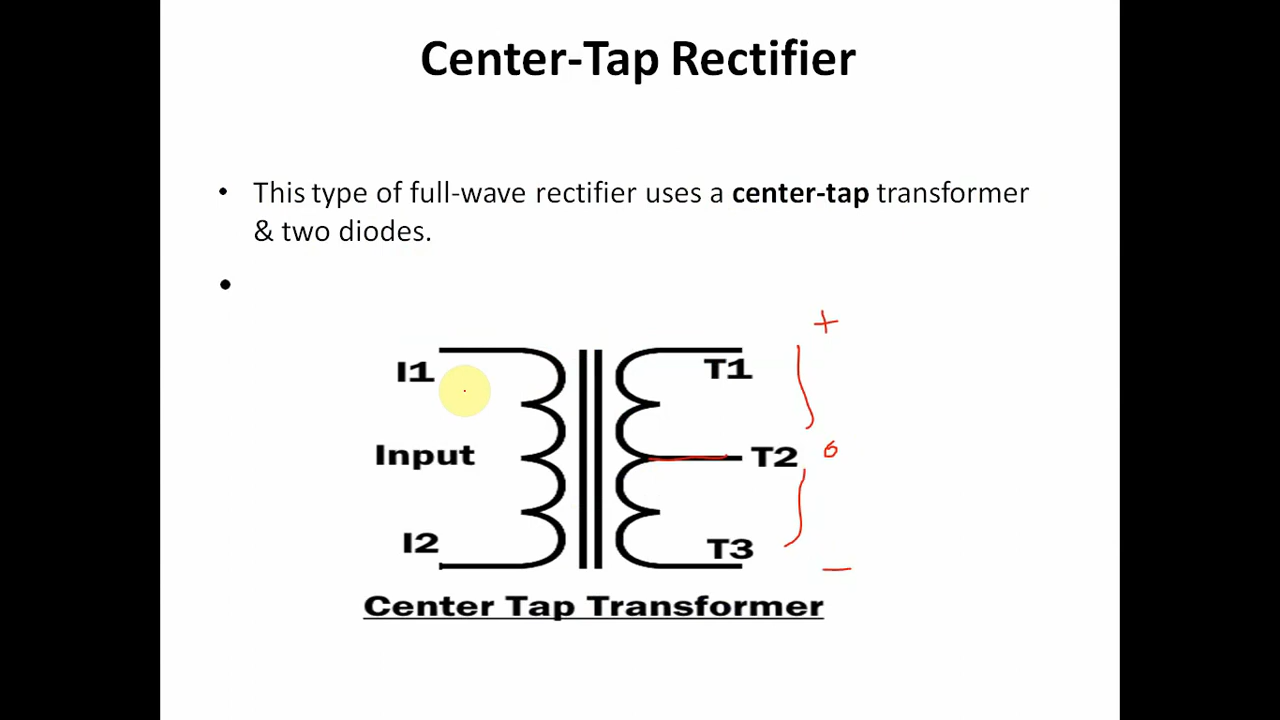 Center-Tap Rectifier
• This type of full-wave rectifier uses a center-tap transformer
& two diodes.
•
+
I1
T1
Input
T2
0
I2
T3
–
Center Tap Transformer